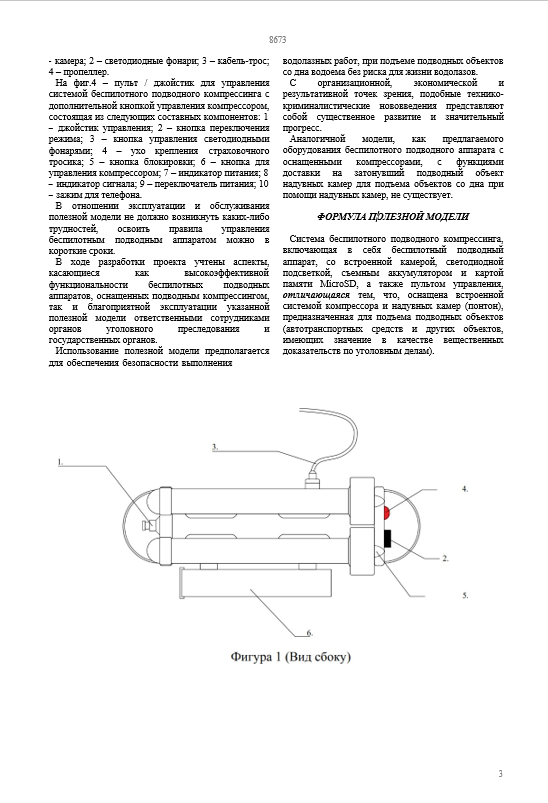 8673
- камера; 2 – светодиодные фонари; 3 – кабель-трос;
4 – пропеллер.
На фиг.4 – пульт / джойстик для управления
системой беспилотного подводного компрессинга с
дополнительной кнопкой управления компрессором,
состоящая из следующих составных компонентов: 1
– джойстик управления; 2 – кнопка переключения
режима; 3 – кнопка управления светодиодными
фонарями; 4 – ухо крепления страховочного
тросика; 5 – кнопка блокировки; 6 – кнопка для
управления компрессором; 7 – индикатор питания; 8
– индикатор сигнала; 9 – переключатель питания; 10
– зажим для телефона.
В отношении эксплуатации и обслуживания
полезной модели не должно возникнуть каких-либо
трудностей, освоить правила управления
беспилотным подводным аппаратом можно в
короткие сроки.
В ходе разработки проекта учтены аспекты,
касающиеся как высокоэффективной
функциональности беспилотных подводных
аппаратов, оснащенных подводным компрессингом,
так и благоприятной эксплуатации указанной
полезной модели ответственными сотрудниками
органов уголовного преследования и
государственных органов.
Использование полезной модели предполагается
для обеспечения безопасности выполнения
водолазных работ, при подъеме подводных объектов
со дна водоема без риска для жизни водолазов.
С организационной, экономической и
результативной точек зрения, подобные технико-
криминалистические нововведения представляют
собой существенное развитие и значительный
прогресс.
Аналогичной модели, как предлагаемого
оборудования беспилотного подводного аппарата с
оснащенными компрессорами, с функциями
доставки на затонувший подводный объект
надувных камер для подъема объектов со дна при
помощи надувных камер, не существует.
ФОРМУЛА ПОЛЕЗНОЙ МОДЕЛИ
Система беспилотного подводного компрессинга,
включающая в себя беспилотный подводный
аппарат, со встроенной камерой, светодиодной
подсветкой, съемным аккумулятором и картой
памяти MicroSD, а также пультом управления,
отличающаяся тем, что, оснащена встроенной
системой компрессора и надувных камер (понтон),
предназначенная для подъема подводных объектов
(автотранспортных средств и других объектов,
имеющих значение в качестве вещественных
доказательств по уголовным делам).
1.
3.
4.
2.
5.
6.
Фигура 1 (Вид сбоку)
3